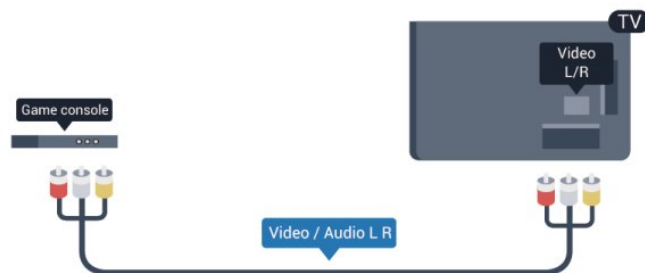 TV
Video
L/R
Game console
Video / Audio L R